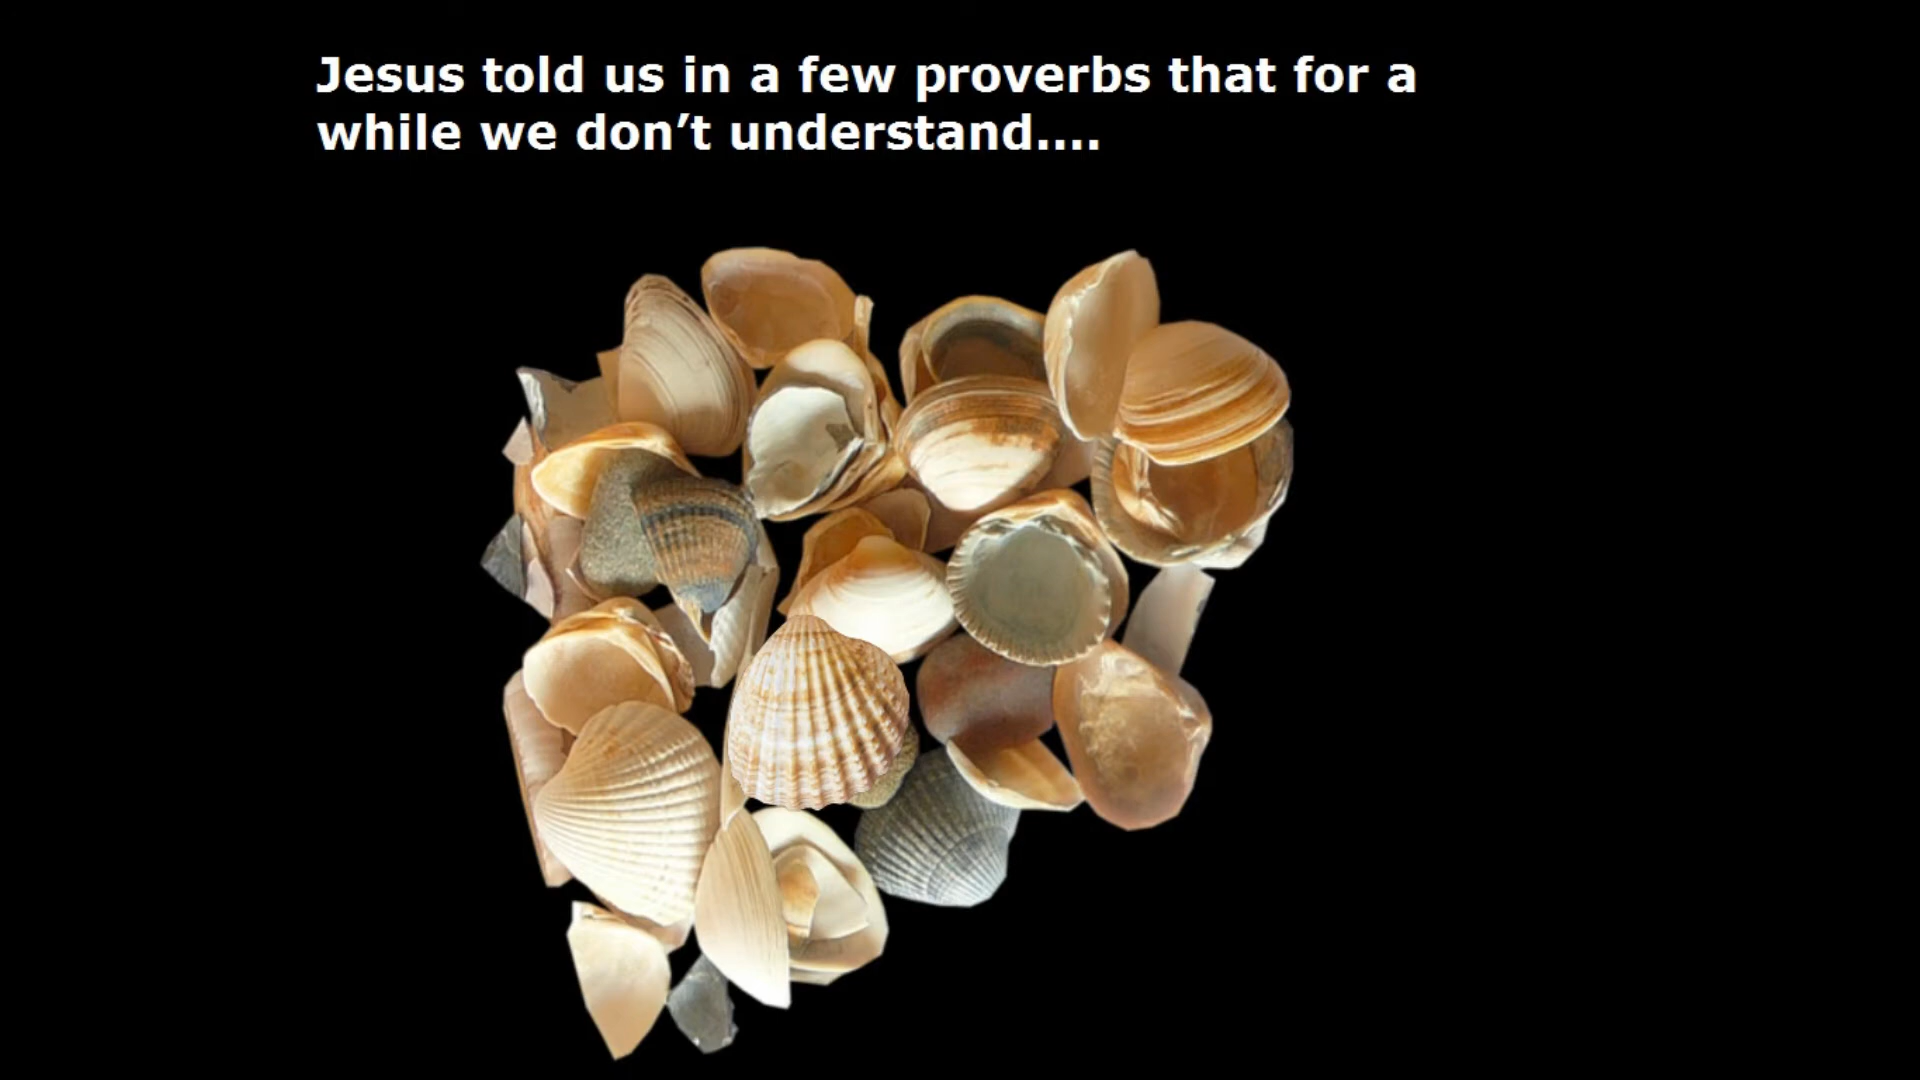 Jesus told us in a few proverbs that for a
while we don’t understand....